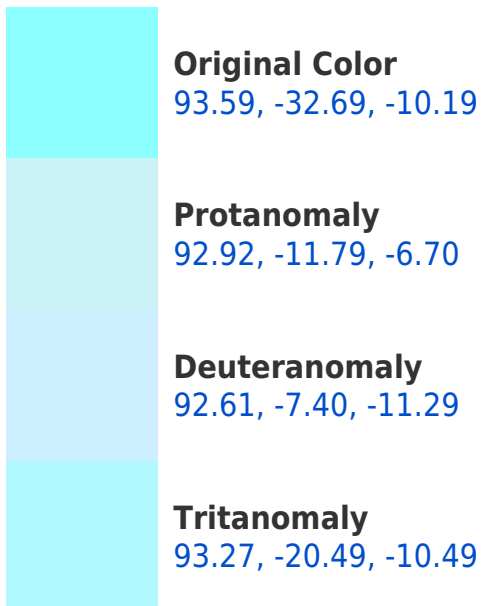 Original Color
93.59, -32.69, -10.19
Protanomaly
92.92, -11.79, -6.70
Deuteranomaly
92.61, -7.40, -11.29
Tritanomaly
93.27, -20.49, -10.49